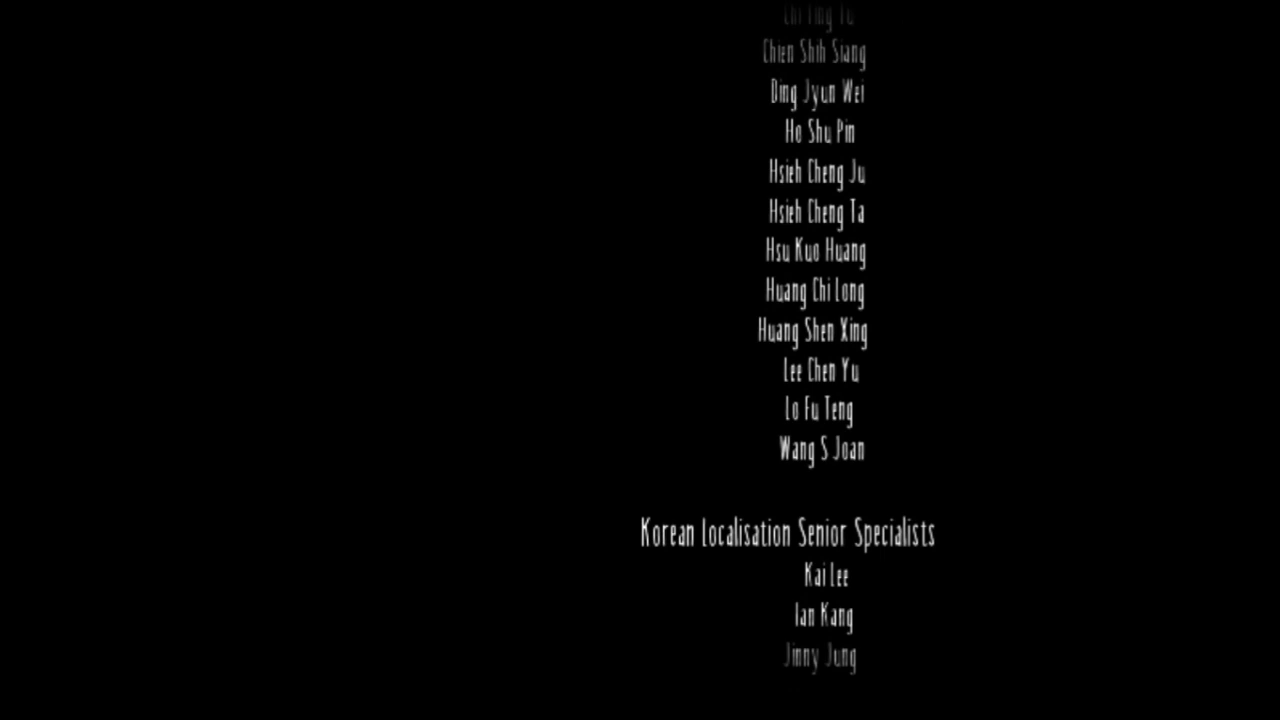 Chien Shih Siang
Ding Jyun Wei
Ho Shu Pin
Hsieh Cheng Ju
Hsieh Cheng Ta
Hsu Kuo Huang
Huang Chi Long
Huang Shen Xing
Lee Chen Yu
Lo Fu Teng
Wang S Joan
Korean Localisation Senior Specialists
Kai Lee
Ian Kang
Jinny Jung